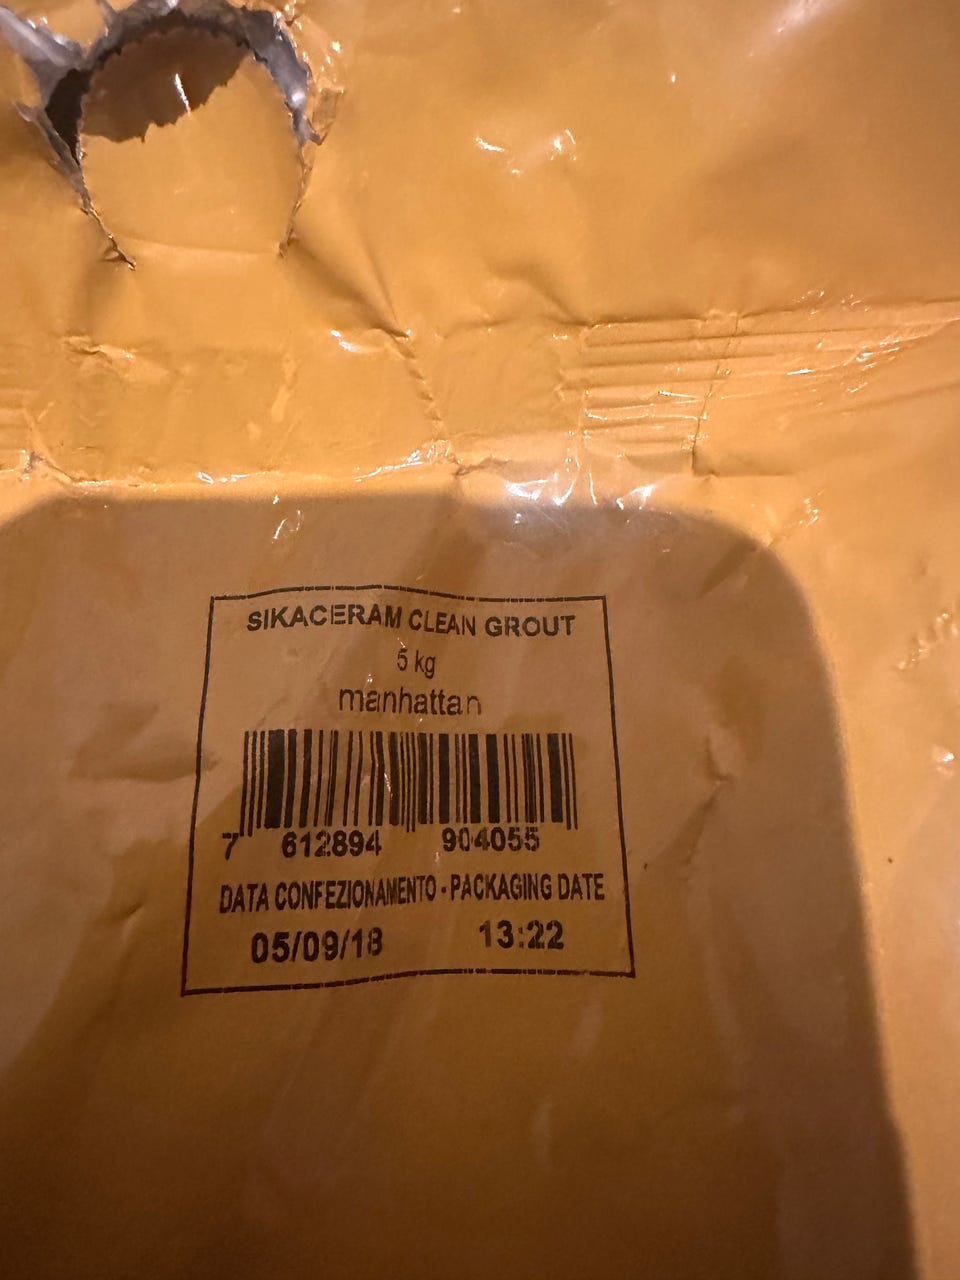 SIKACERAM CLEAN GROUT
5 kg
manhattan
7 612894 904055
DATA CONFEZIONAMENTO - PACKAGING DATE
05/09/18 13:22